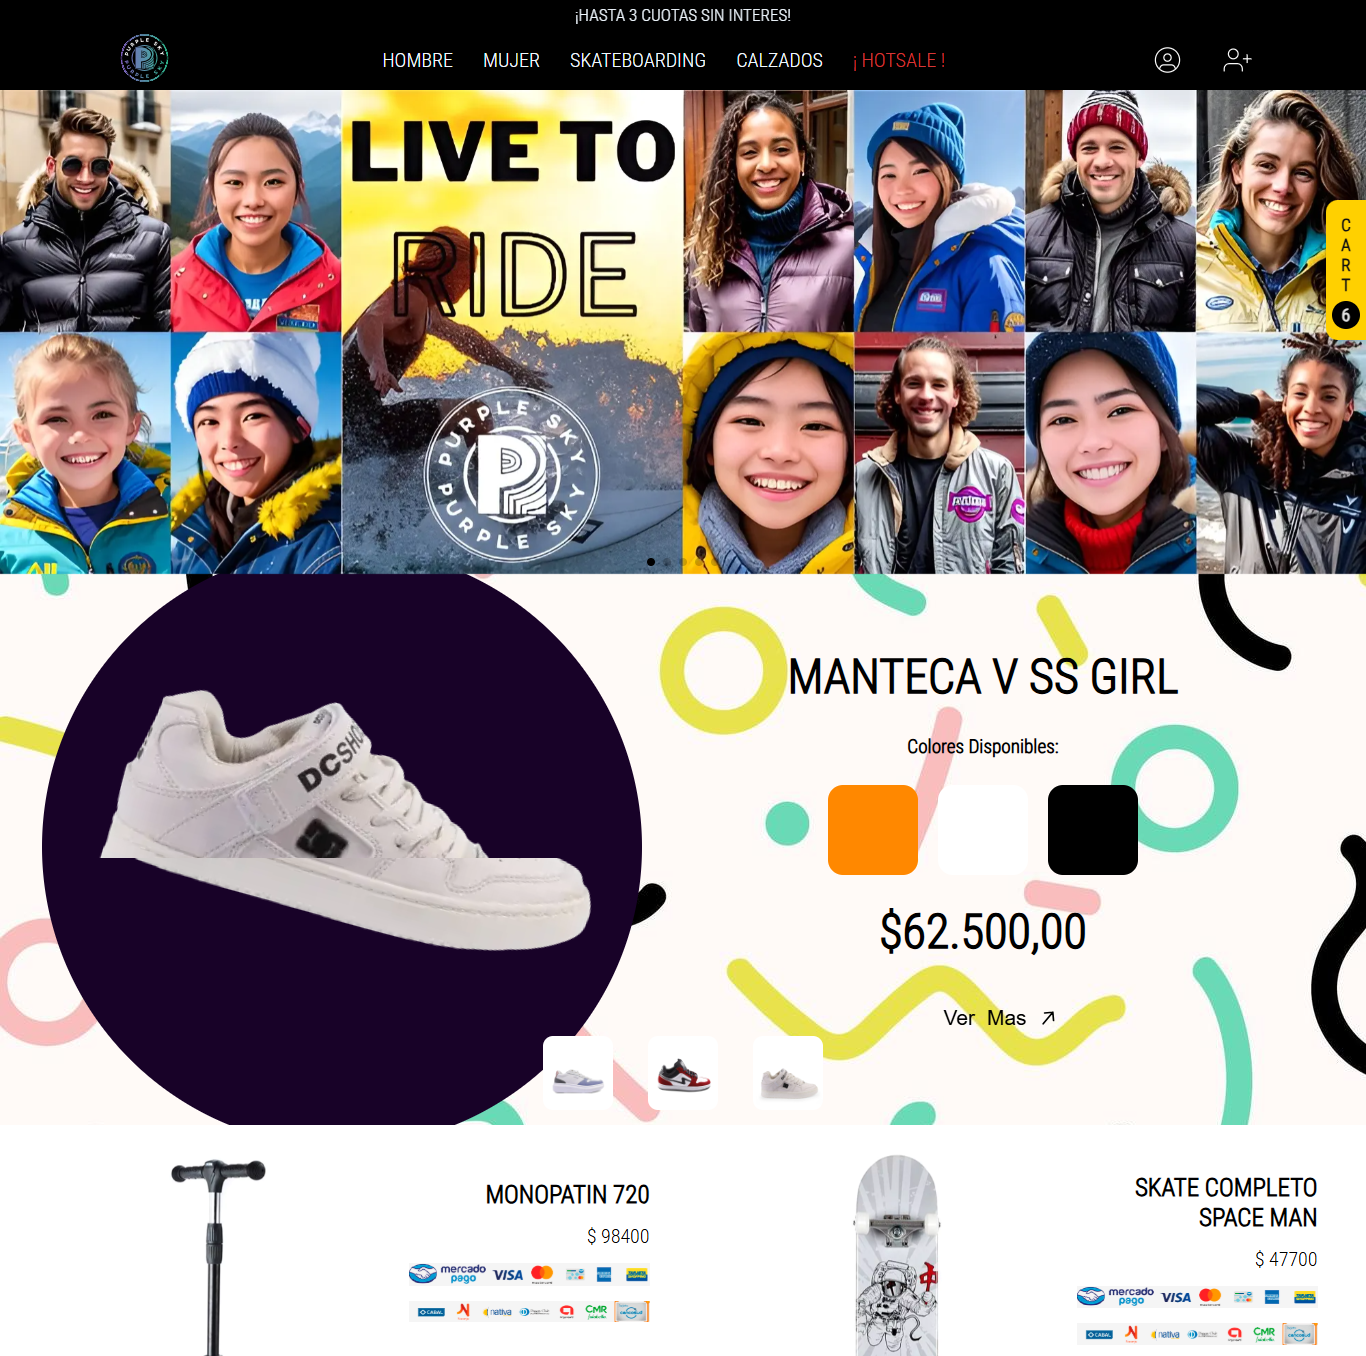 ¡HASTA 3 CUOTAS SIN INTERES!
HOMBRE MUJER SKATEBOARDING CALZADOS ¡ HOTSALE !
LIVE TO
RIDE
CART
6
PURPLE SKY
PURPLE SKY
MANTECA V SS GIRL
Colores Disponibles:
DCSHO
$62.500,00
Ver Mas
MONOPATIN 720
$ 98400
mercado pago VISA
CABAL nativa CMR
SKATE COMPLETO
SPACE MAN
$ 47700
mercado pago VISA
CABAL nativa CMR